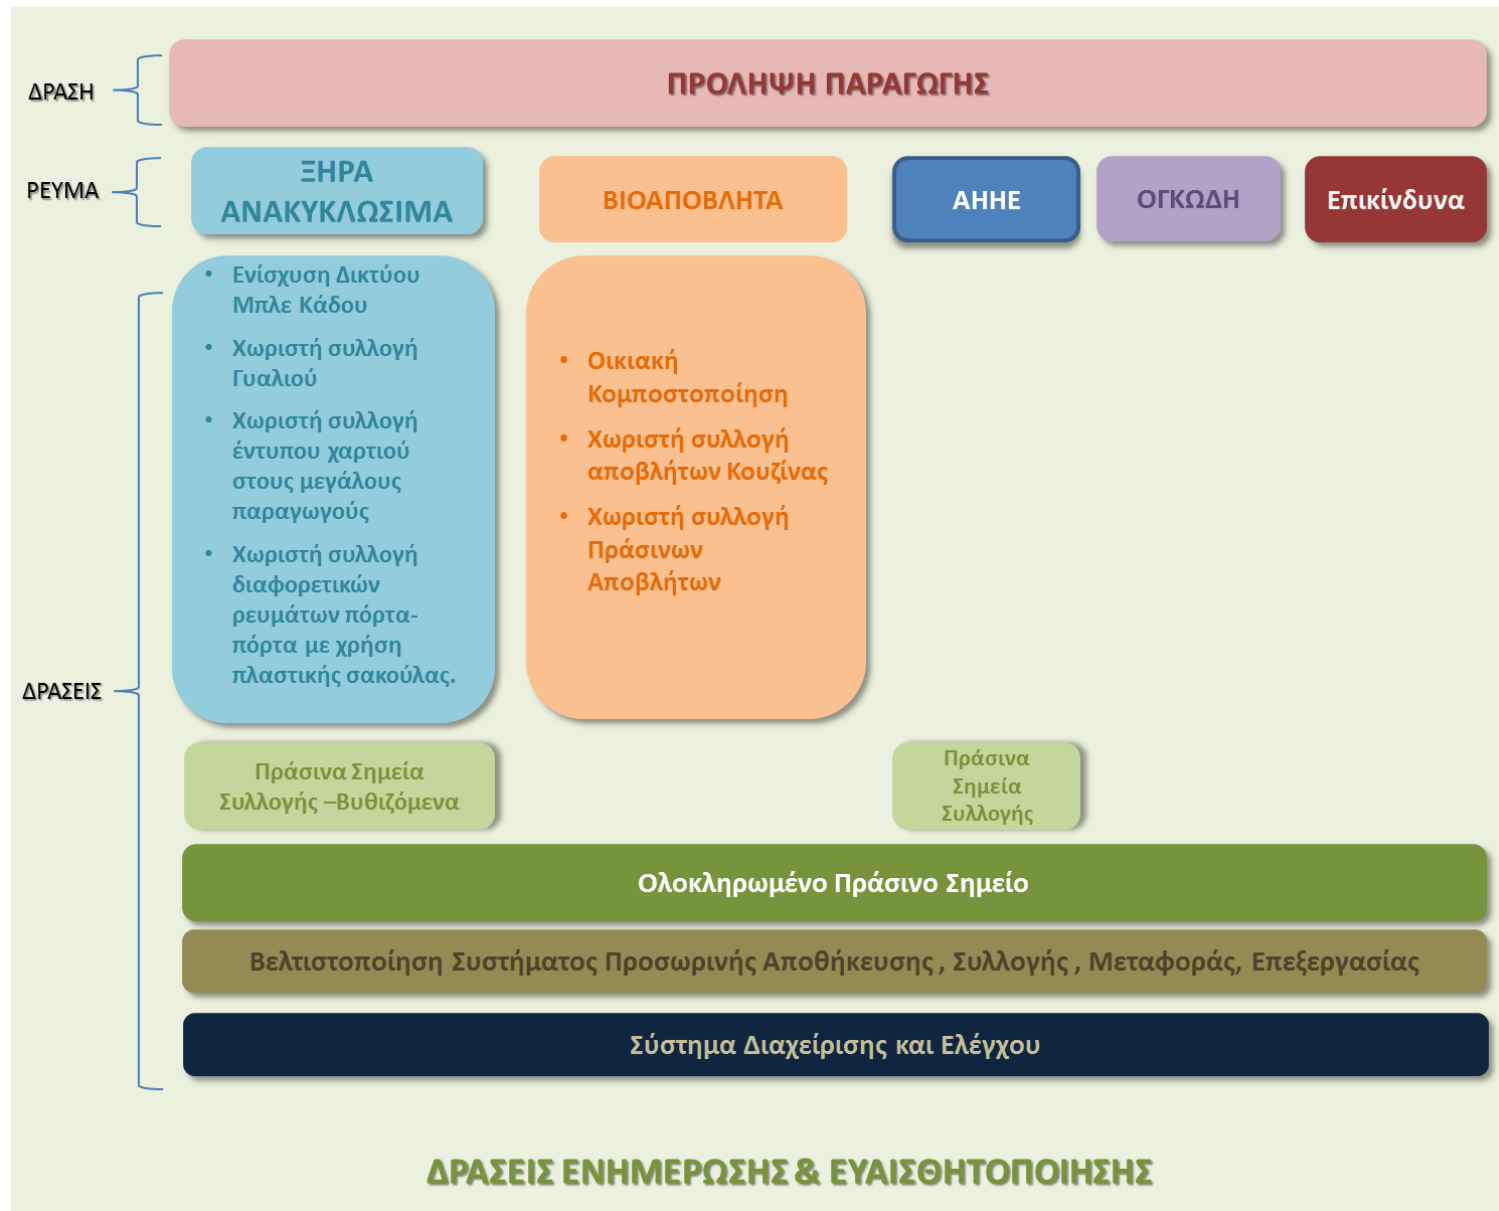 ΔΡΑΣΗ
ΠΡΟΛΗΨΗ ΠΑΡΑΓΩΓΗΣ
ΡΕΥΜΑ
ΞΗΡΑ
ΑΝΑΚΥΚΛΩΣΙΜΑ
ΒΙΟΑΠΟΒΛΗΤΑ
ΑΗΗΕ
ΟΓΚΩΔΗ
Επικίνδυνα
ΔΡΑΣΕΙΣ
• Ενίσχυση Δικτύου
Μπλε Κάδου
• Χωριστή συλλογή
Γυαλιού
• Χωριστή συλλογή
έντυπου χαρτιού
στους μεγάλους
παραγωγούς
• Χωριστή συλλογή
διαφορετικών
ρευμάτων πόρτα-
πόρτα με χρήση
πλαστικής σακούλας.
• Οικιακή
Κομποστοποίηση
• Χωριστή συλλογή
αποβλήτων Κουζίνας
• Χωριστή συλλογή
Πράσινων
Αποβλήτων
Πράσινα Σημεία
Συλλογής –Βυθιζόμενα
Πράσινα
Σημεία
Συλλογής
Ολοκληρωμένο Πράσινο Σημείο
Βελτιστοποίηση Συστήματος Προσωρινής Αποθήκευσης , Συλλογής , Μεταφοράς, Επεξεργασίας
Σύστημα Διαχείρισης και Ελέγχου
ΔΡΑΣΕΙΣ ΕΝΗΜΕΡΩΣΗΣ & ΕΥΑΙΣΘΗΤΟΠΟΙΗΣΗΣ